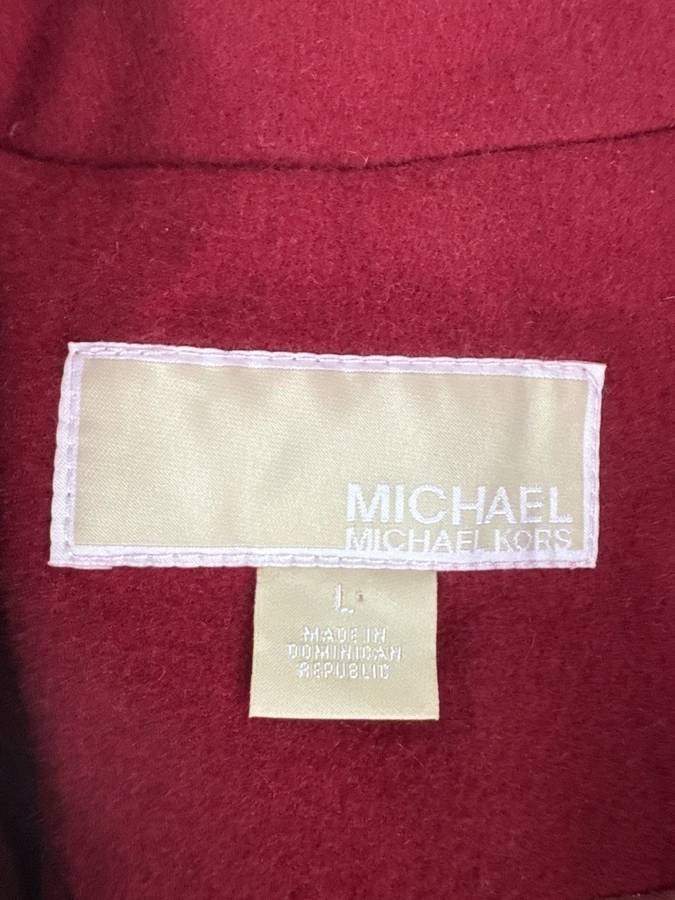 MICHAEL
MICHAEL KORS
L
MADE IN
DOMINICAN
REPUBLIC